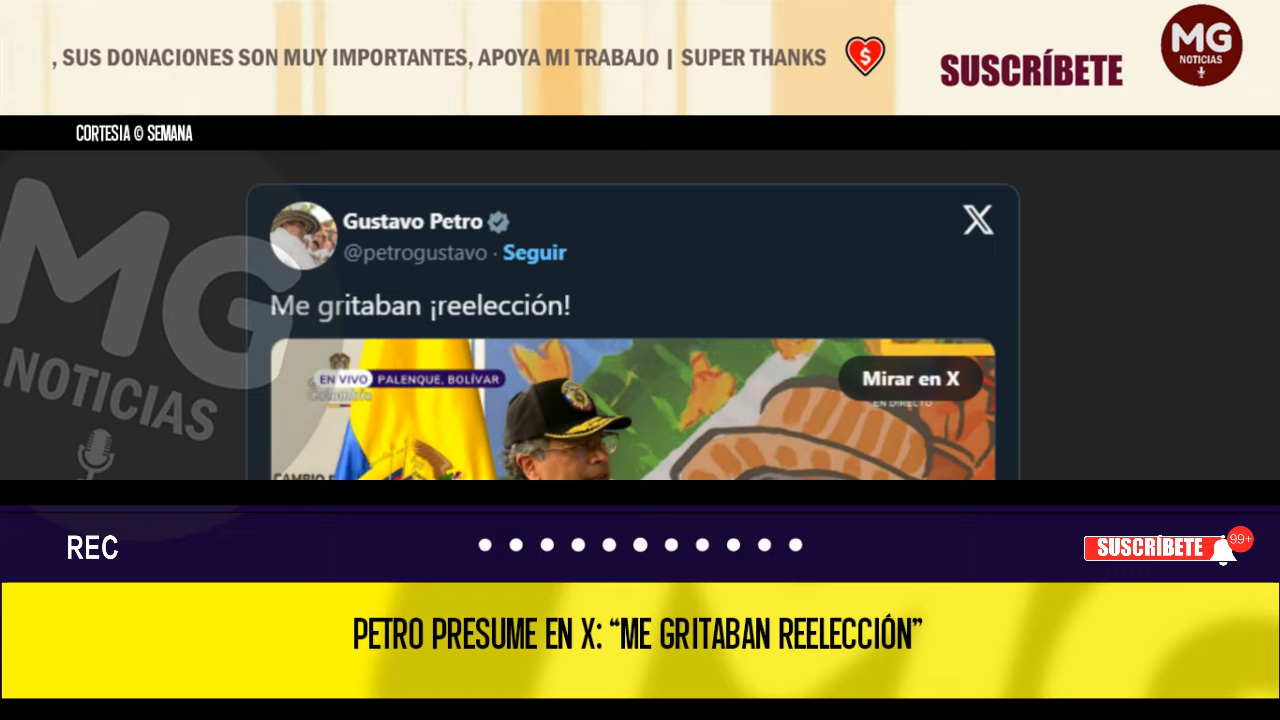 , SUS DONACIONES SON MUY IMPORTANTES, APOYA MI TRABAJO | SUPER THANKS
SUSCRÍBETE
MG
NOTICIAS
CORTESIA © SEMANA
MG
NOTICIAS
Gustavo Petro
@petrogustavo · Seguir
Me gritaban ¡reelección!
EN VIVO PALENQUE, BOLÍVAR
Colombia
Mirar en X
EN DIRECTO
CAMBIO
REC
SUSCRÍBETE
99+
PETRO PRESUME EN X: “ME GRITABAN REELECCIÓN”